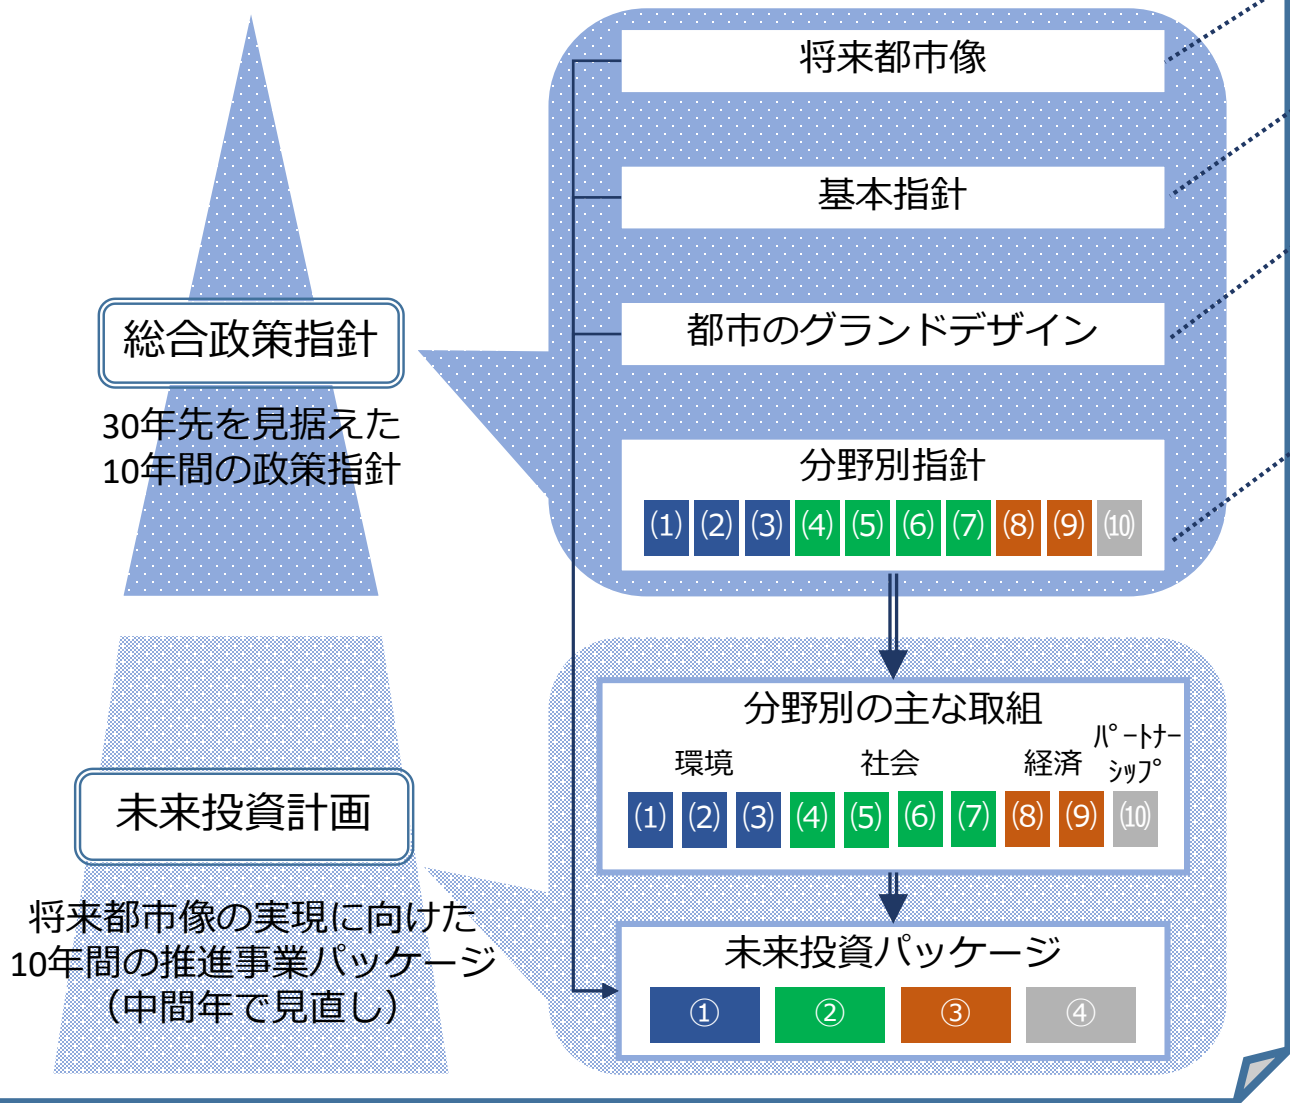 将来都市像
基本指針
都市のグランドデザイン
分野別指針
(1) (2) (3) (4) (5) (6) (7) (8) (9) (10)
総合政策指針
30年先を見据えた
10年間の政策指針
分野別の主な取組
環境 社会 経済 ﾊﾟｰﾄﾅｰ
ｼｯﾌﾟ
(1) (2) (3) (4) (5) (6) (7) (8) (9) (10)
未来投資計画
将来都市像の実現に向けた
10年間の推進事業パッケージ
（中間年で見直し）
未来投資パッケージ
① ② ③ ④